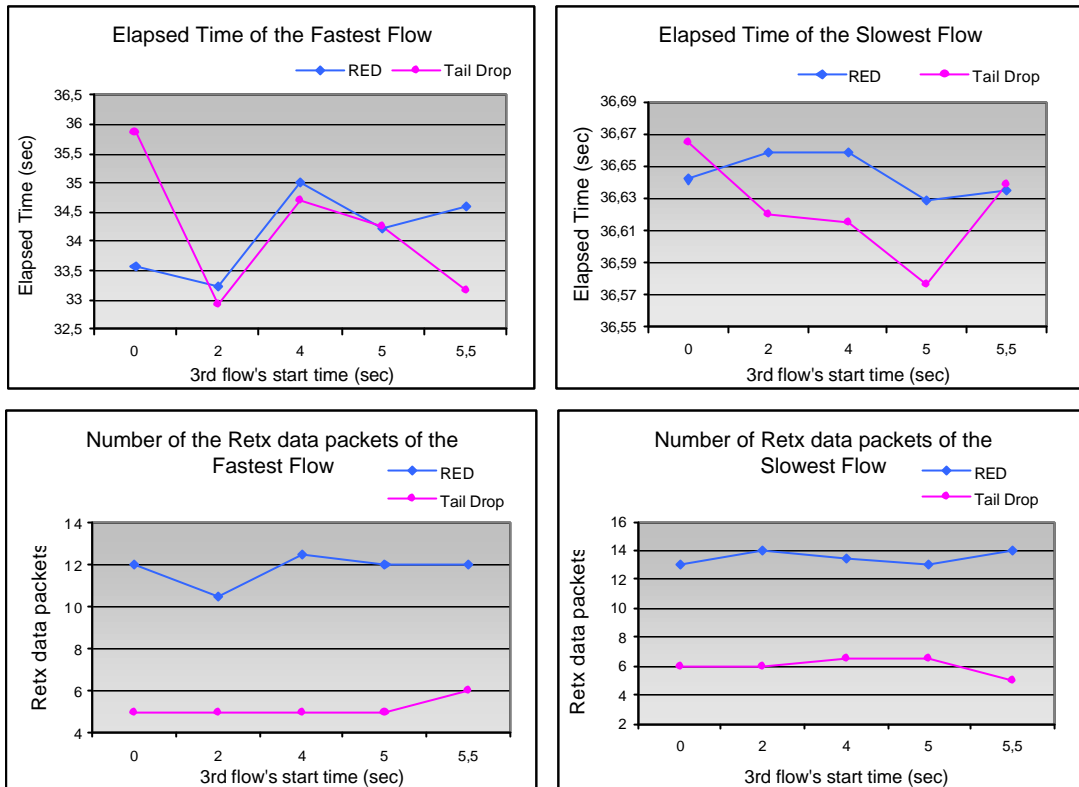 Elapsed Time of the Fastest Flow
RED
Tail Drop
Elapsed Time (sec)
36,5
36
35,5
35
34,5
34
33,5
33
32,5
0 2 4 5 5,5
3rd flow's start time (sec)
Elapsed Time of the Slowest Flow
RED
Tail Drop
Elapsed Time (sec)
36,69
36,67
36,65
36,63
36,61
36,59
36,57
36,55
0 2 4 5 5,5
3rd flow's start time (sec)
Number of the Retx data packets of the
Fastest Flow
RED
Tail Drop
Retx data packets
14
12
10
8
6
4
0 2 4 5 5,5
3rd flow's start time (sec)
Number of Retx data packets of the
Slowest Flow
RED
Tail Drop
Retx data packets
16
14
12
10
8
6
4
2
0 2 4 5 5,5
3rd flow's start time (sec)